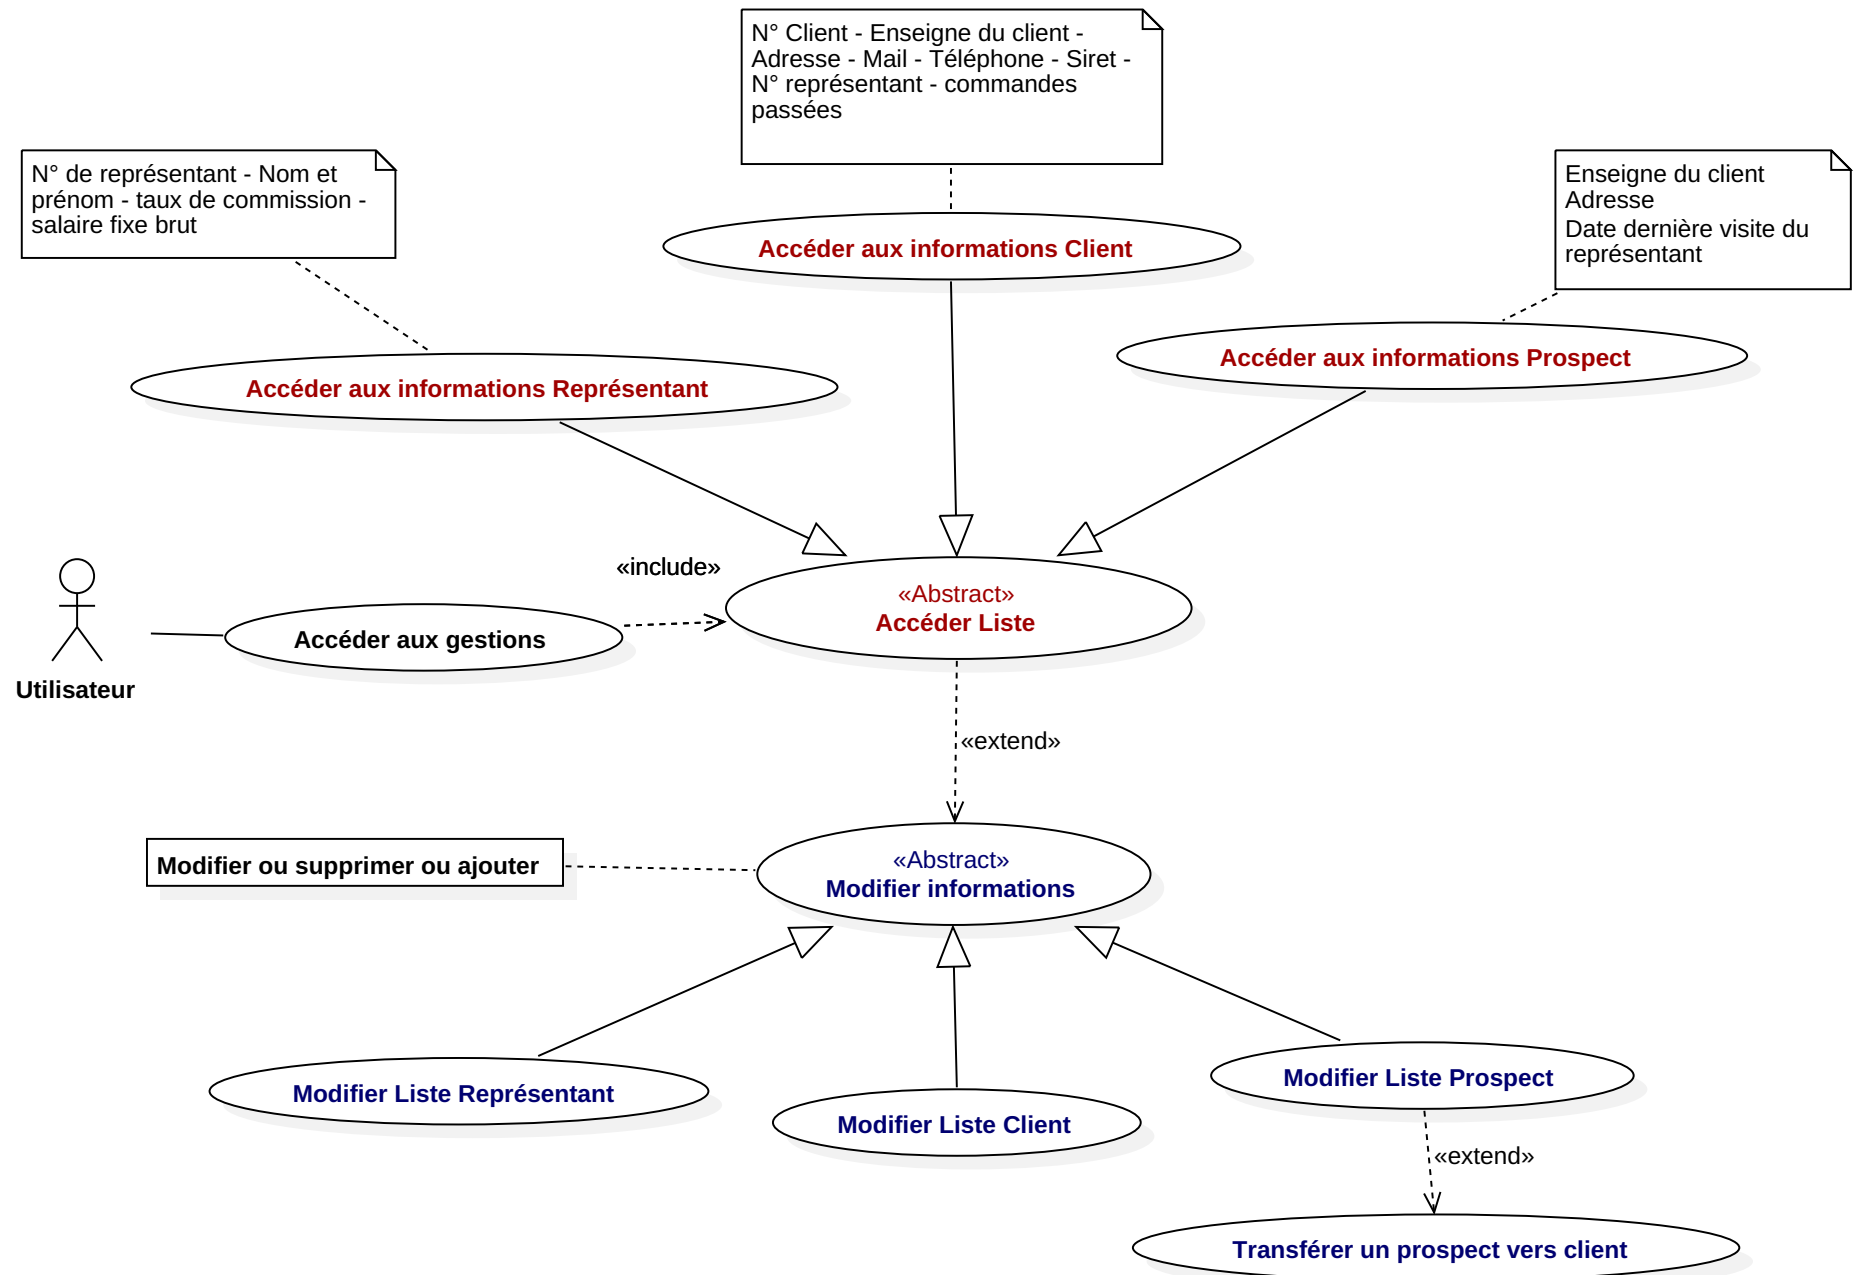 N° Client - Enseigne du client -
Adresse - Mail - Téléphone - Siret -
N° représentant - commandes
passées
N° de représentant - Nom et
prénom - taux de commission -
salaire fixe brut
Enseigne du client
Adresse
Date dernière visite du
représentant
Accéder aux informations Client
Accéder aux informations Prospect
Accéder aux informations Représentant
«include»
«Abstract»
Accéder Liste
Accéder aux gestions
Utilisateur
«extend»
Modifier ou supprimer ou ajouter
«Abstract»
Modifier informations
Modifier Liste Représentant
Modifier Liste Client
Modifier Liste Prospect
«extend»
Transférer un prospect vers client